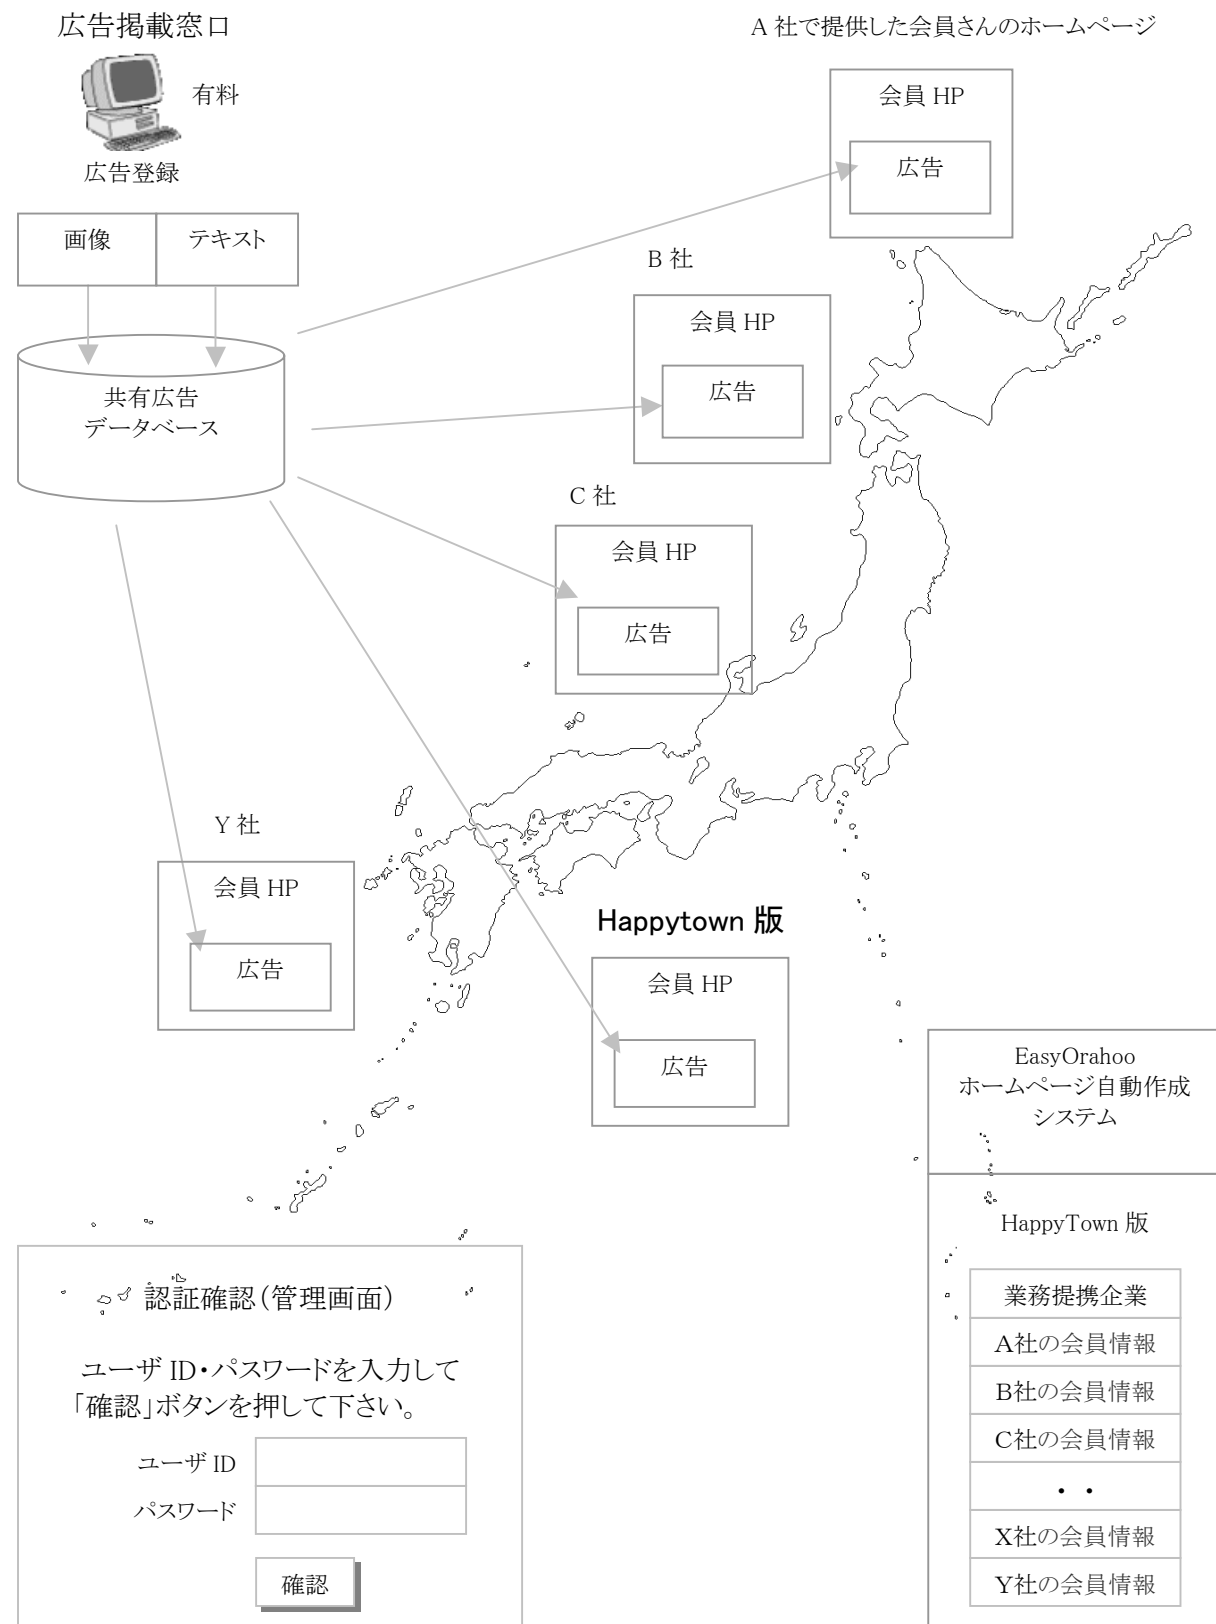 広告掲載窓口
有料
広告登録
画像
テキスト
共有広告
データベース
A 社で提供した会員さんのホームページ
会員 HP
広告
B 社
会員 HP
広告
C 社
会員 HP
広告
Y 社
会員 HP
広告
Happytown 版
会員 HP
広告
EasyOrahoo
ホームページ自動作成
システム
HappyTown 版
業務提携企業
A社の会員情報
B社の会員情報
C社の会員情報
・・
X社の会員情報
Y社の会員情報
認証確認（管理画面）
ユーザ ID・パスワードを入力して
「確認」ボタンを押して下さい。
ユーザ ID
パスワード
確認